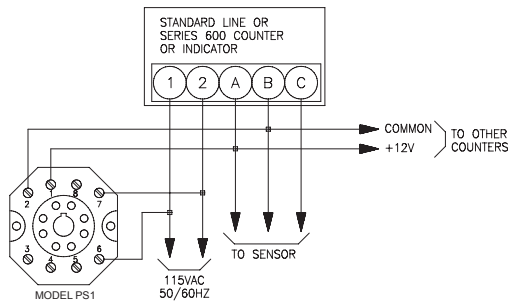 STANDARD LINE OR
SERIES 600 COUNTER
OR INDICATOR
1 2 A B C
COMMON
+12V
TO OTHER
COUNTERS
2 1 8 7
3 4 5 6
MODEL PS1
115VAC
50/60HZ
TO SENSOR